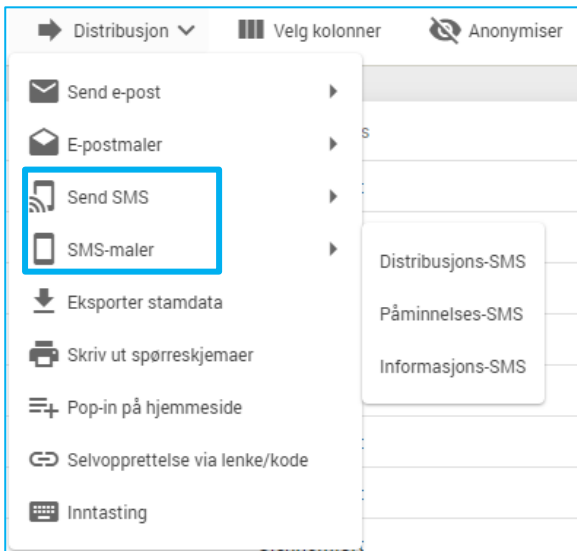 Distribusjon Velg kolonner Anonymiser
Send e-post
E-postmaler
s
Send SMS
SMS-maler
Distribusjons-SMS
Eksporter stamdata
Påminnelses-SMS
Skriv ut spørreskjemaer
Informasjons-SMS
Pop-in på hjemmeside
Selvopprettelse via lenke/kode
Inntasting